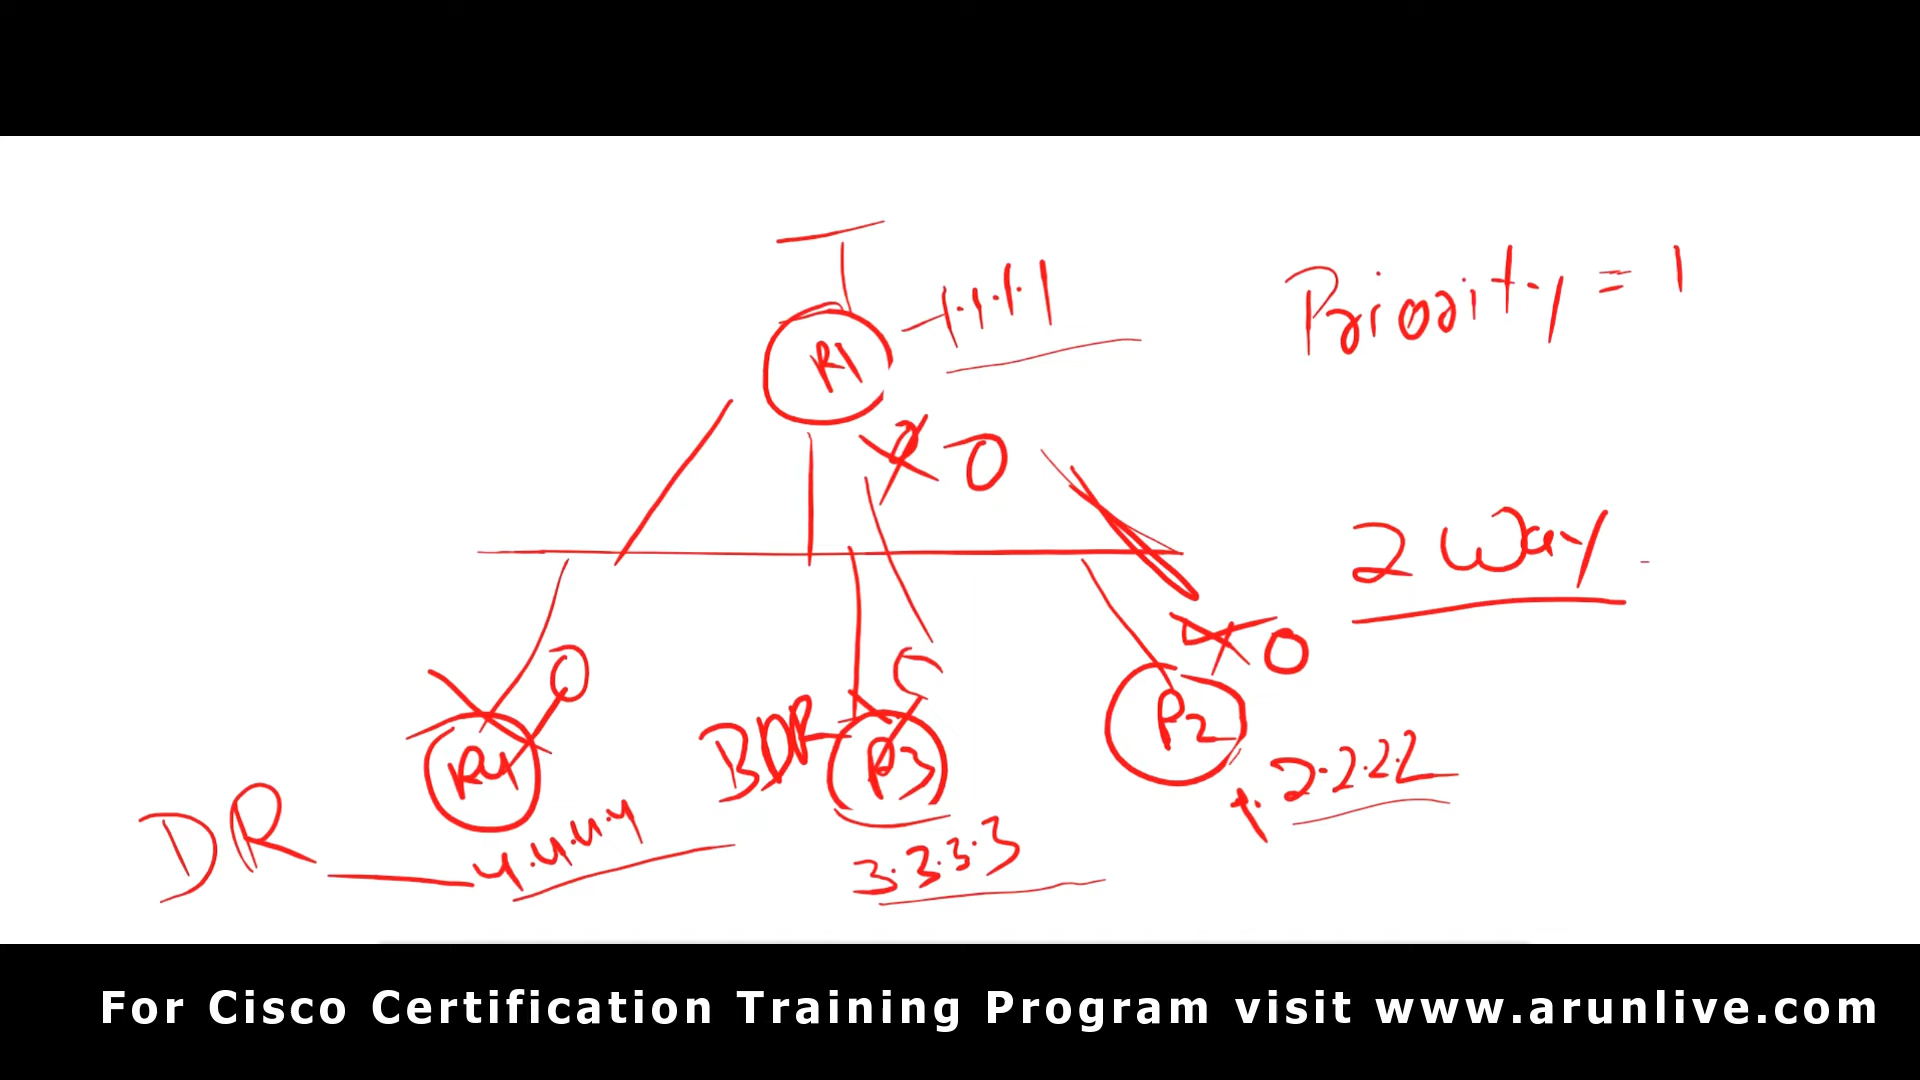 R1
1.1.1.1
Priority = 1
0
2 way
0
0
R4
BDR
R3
R2
2.2.2.2
DR
4.4.4.4
3.3.3.3
For Cisco Certification Training Program visit www.arunlive.com